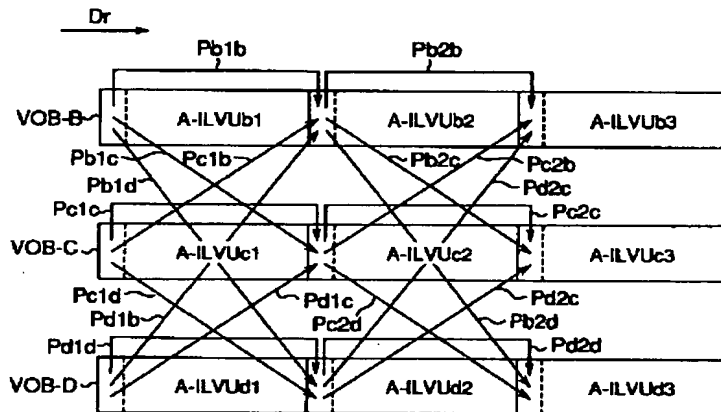 Dr
Pb1b Pb2b
VOB-B A-ILVUb1 A-ILVUb2 A-ILVUb3
Pb1c Pc1b Pb2c Pc2b
Pb1d Pd2c
Pc1c Pc2c
VOB-C A-ILVUc1 A-ILVUc2 A-ILVUc3
Pc1d Pd1c Pd2c
Pd1b Pc2d Pb2d
Pd1d Pd2d
VOB-D A-ILVUd1 A-ILVUd2 A-ILVUd3